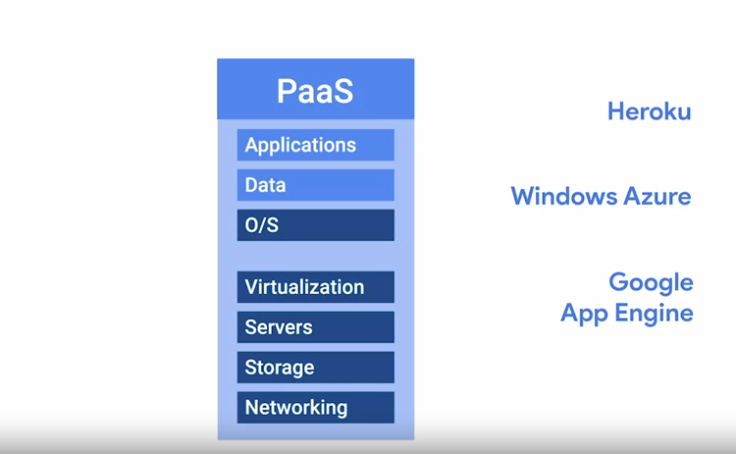 PaaS
Applications
Data
O/S
Virtualization
Servers
Storage
Networking
Heroku
Windows Azure
Google
App Engine